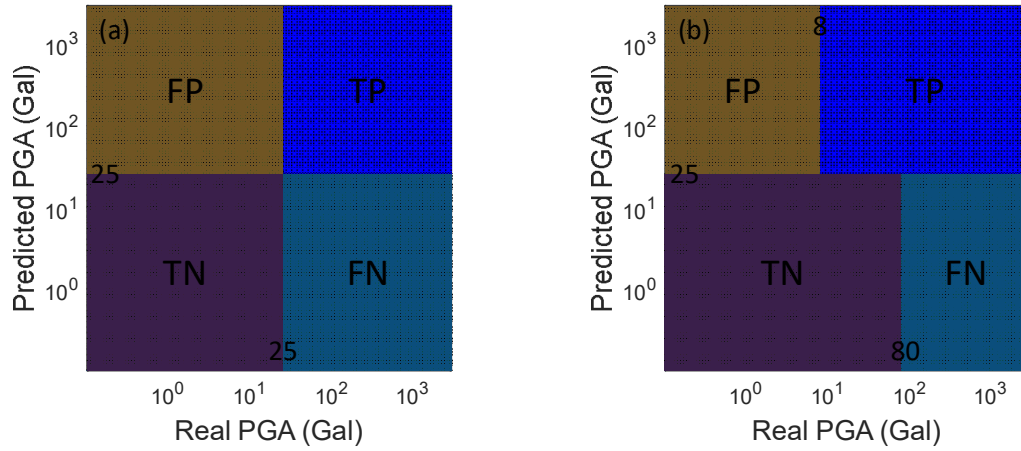 (a)
Predicted PGA (Gal)
10³
10²
10¹
10⁰
FP
TP
25
TN
FN
25
10⁰ 10¹ 10² 10³
Real PGA (Gal)
(b)
8
Predicted PGA (Gal)
10³
10²
10¹
10⁰
FP
TP
25
TN
FN
80
10⁰ 10¹ 10² 10³
Real PGA (Gal)